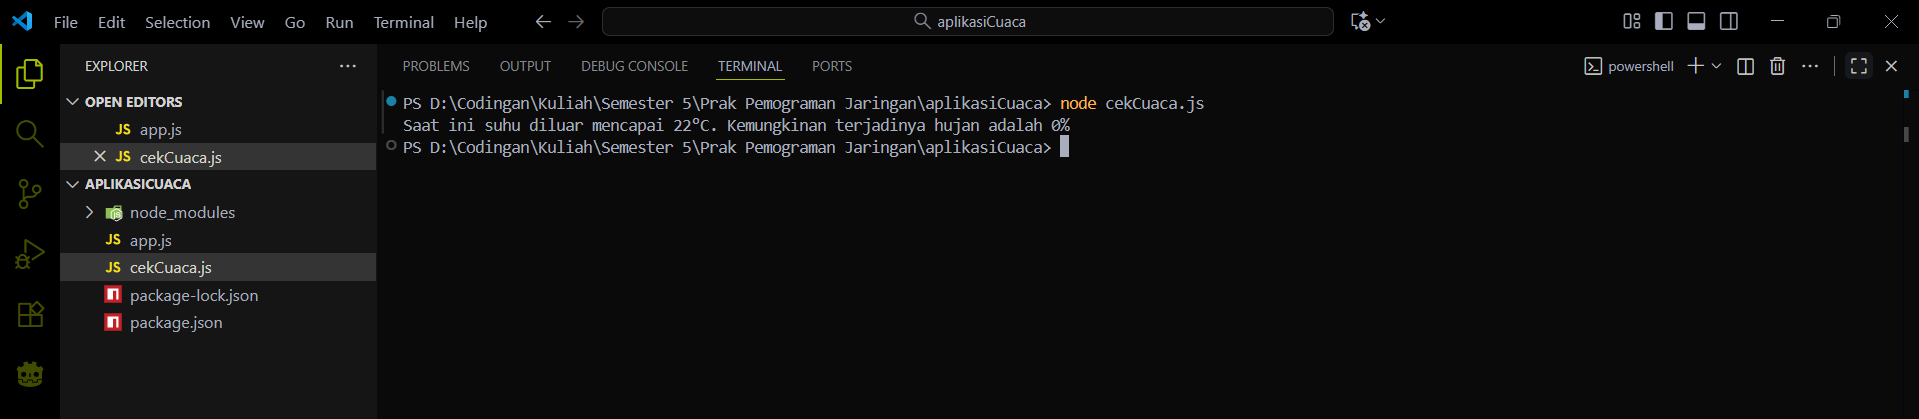 File Edit Selection View Go Run Terminal Help aplikasiCuaca
EXPLORER
OPEN EDITORS
JS app.js
JS cekCuaca.js
APLIKASICUACA
node_modules
JS app.js
JS cekCuaca.js
package-lock.json
package.json
PROBLEMS OUTPUT DEBUG CONSOLE TERMINAL PORTS powershell
PS D:\Codingan\Kuliah\Semester 5\Prak Pemograman Jaringan\aplikasiCuaca> node cekCuaca.js
Saat ini suhu diluar mencapai 22°C. Kemungkinan terjadinya hujan adalah 0%
PS D:\Codingan\Kuliah\Semester 5\Prak Pemograman Jaringan\aplikasiCuaca>